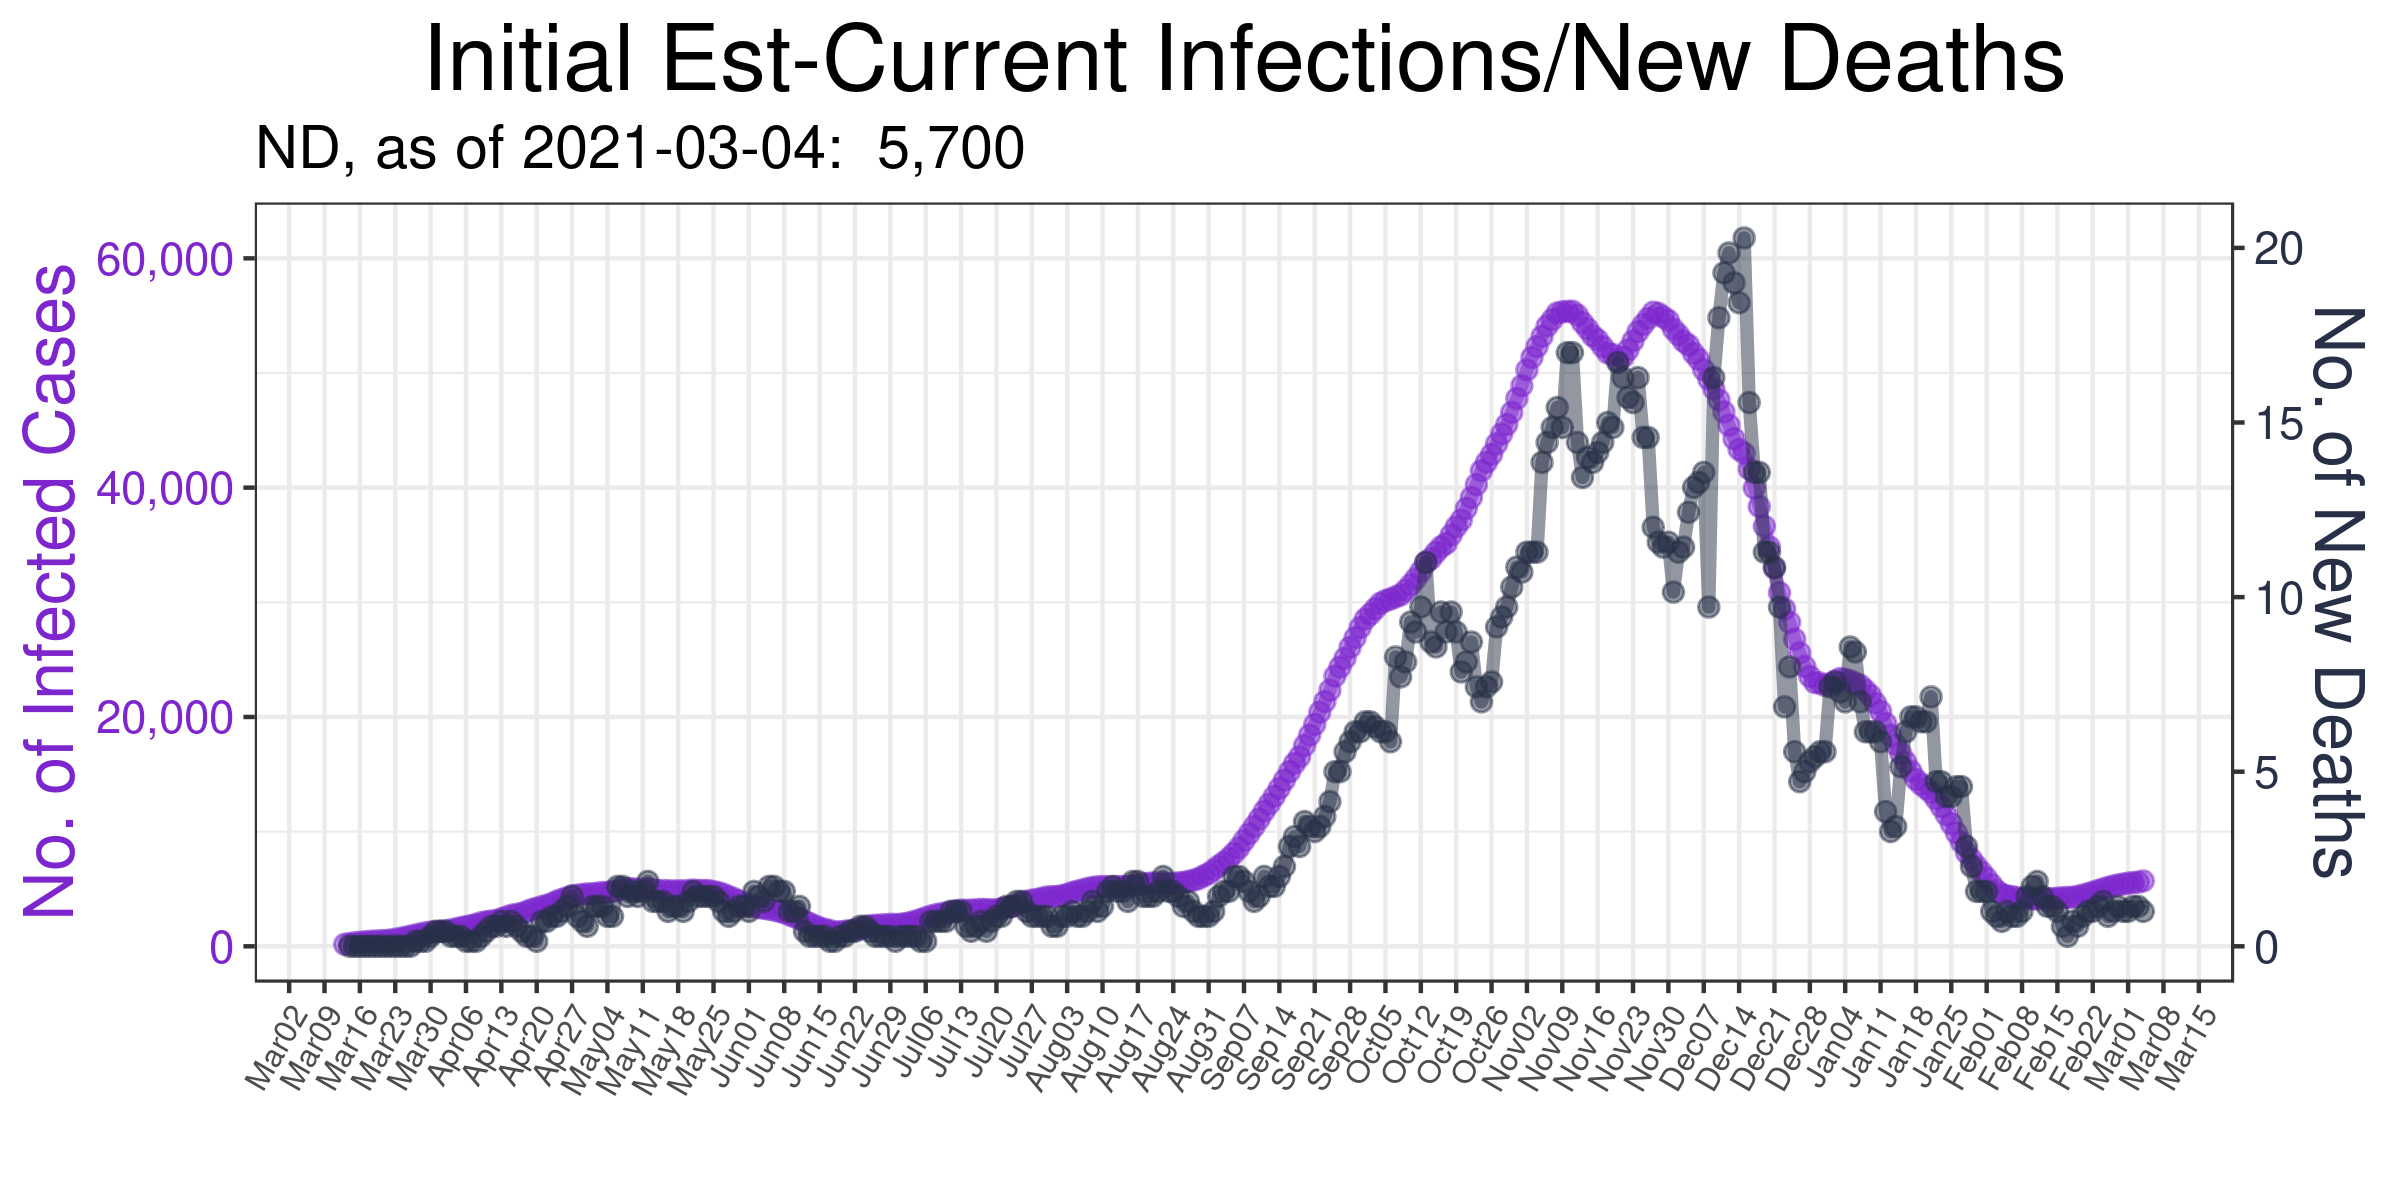 Initial Est-Current Infections/New Deaths
ND, as of 2021-03-04:  5,700
No. of Infected Cases
60,000
40,000
20,000
0
20
15
10
5
0
No. of New Deaths
Mar02
Mar09
Mar16
Mar23
Mar30
Apr06
Apr13
Apr20
Apr27
May04
May11
May18
May25
Jun01
Jun08
Jun15
Jun22
Jun29
Jul06
Jul13
Jul20
Jul27
Aug03
Aug10
Aug17
Aug24
Aug31
Sep07
Sep14
Sep21
Sep28
Oct05
Oct12
Oct19
Oct26
Nov02
Nov09
Nov16
Nov23
Nov30
Dec07
Dec14
Dec21
Dec28
Jan04
Jan11
Jan18
Jan25
Feb01
Feb08
Feb15
Feb22
Mar01
Mar08
Mar15